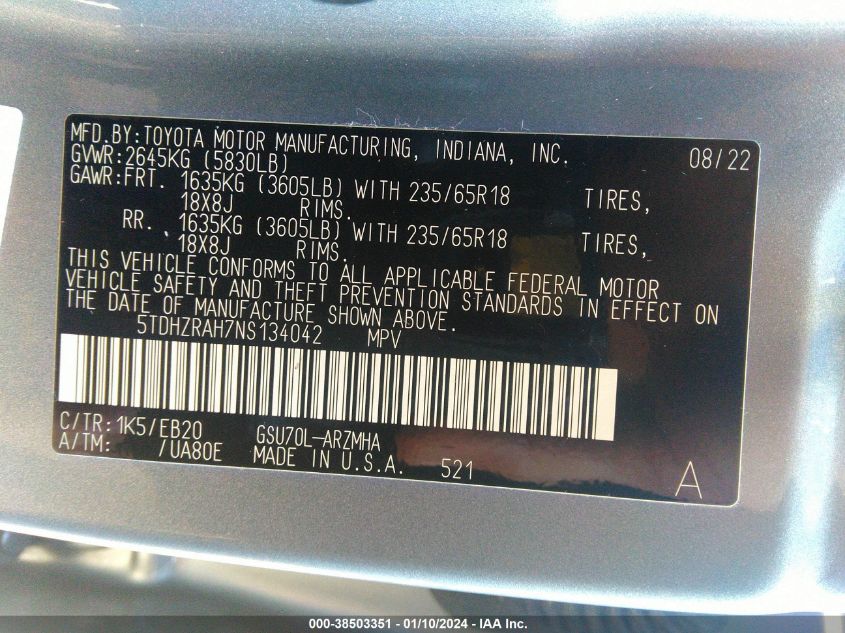 MFD.BY:TOYOTA MOTOR MANUFACTURING, INDIANA, INC. 08/22
GVWR:2645KG (5830LB)
GAWR:FRT. 1635KG (3605LB) WITH 235/65R18 TIRES,
18X8J RIMS.
RR. 1635KG (3605LB) WITH 235/65R18 TIRES,
18X8J RIMS.
THIS VEHICLE CONFORMS TO ALL APPLICABLE FEDERAL MOTOR
VEHICLE SAFETY AND THEFT PREVENTION STANDARDS IN EFFECT ON
THE DATE OF MANUFACTURE SHOWN ABOVE.
5TDHZRAH7NS134042 MPV
C/TR:1K5/EB20 GSU70L-ARZMHA
A/TM: /UA80E MADE IN U.S.A. 521 A
000-38503351 - 01/10/2024 - IAA Inc.